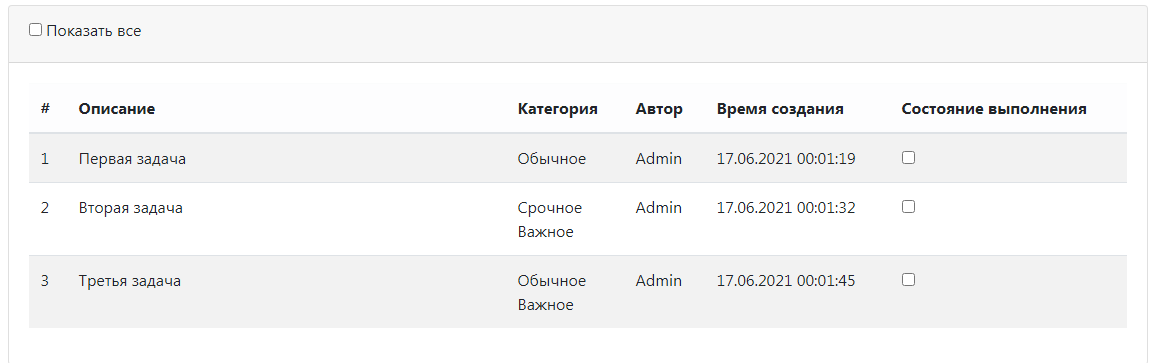 Показать все
# Описание Категория Автор Время создания Состояние выполнения
1 Первая задача Обычное Admin 17.06.2021 00:01:19
2 Вторая задача Срочное Admin 17.06.2021 00:01:32
Важное
3 Третья задача Обычное Admin 17.06.2021 00:01:45
Важное